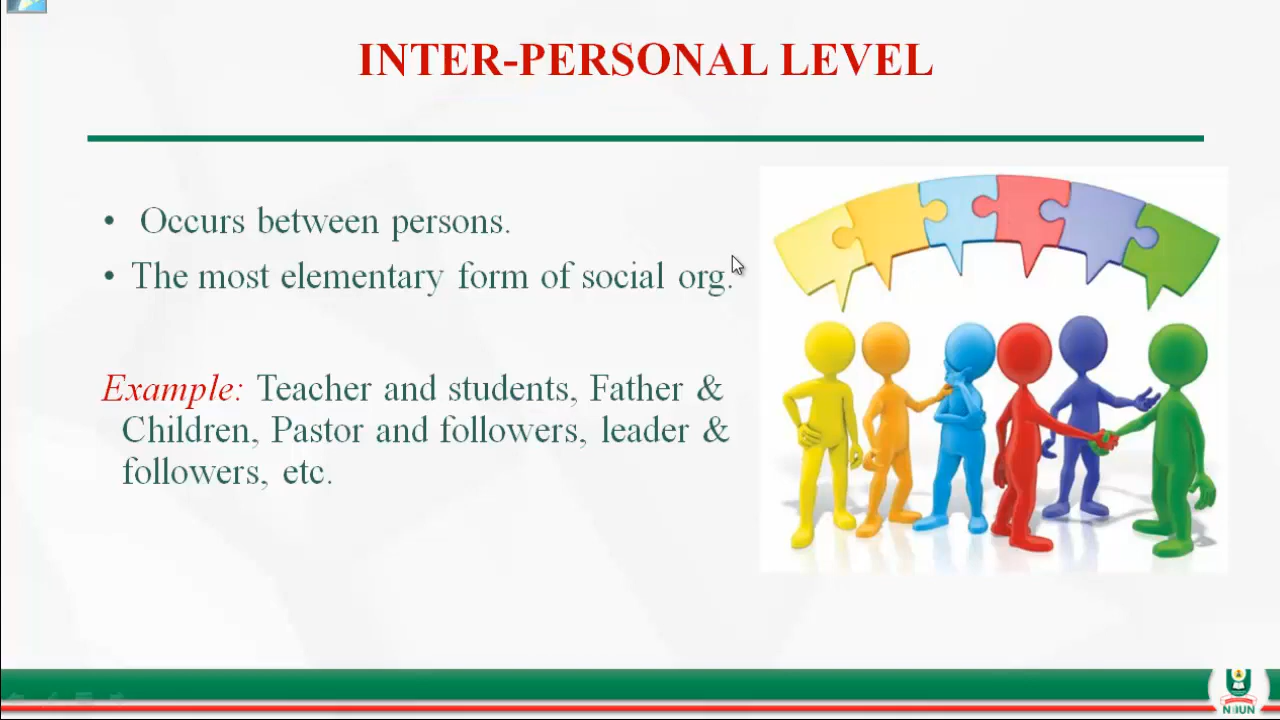 INTER-PERSONAL LEVEL
• Occurs between persons.
• The most elementary form of social org.
Example: Teacher and students, Father &
Children, Pastor and followers, leader &
followers, etc.
NOUN